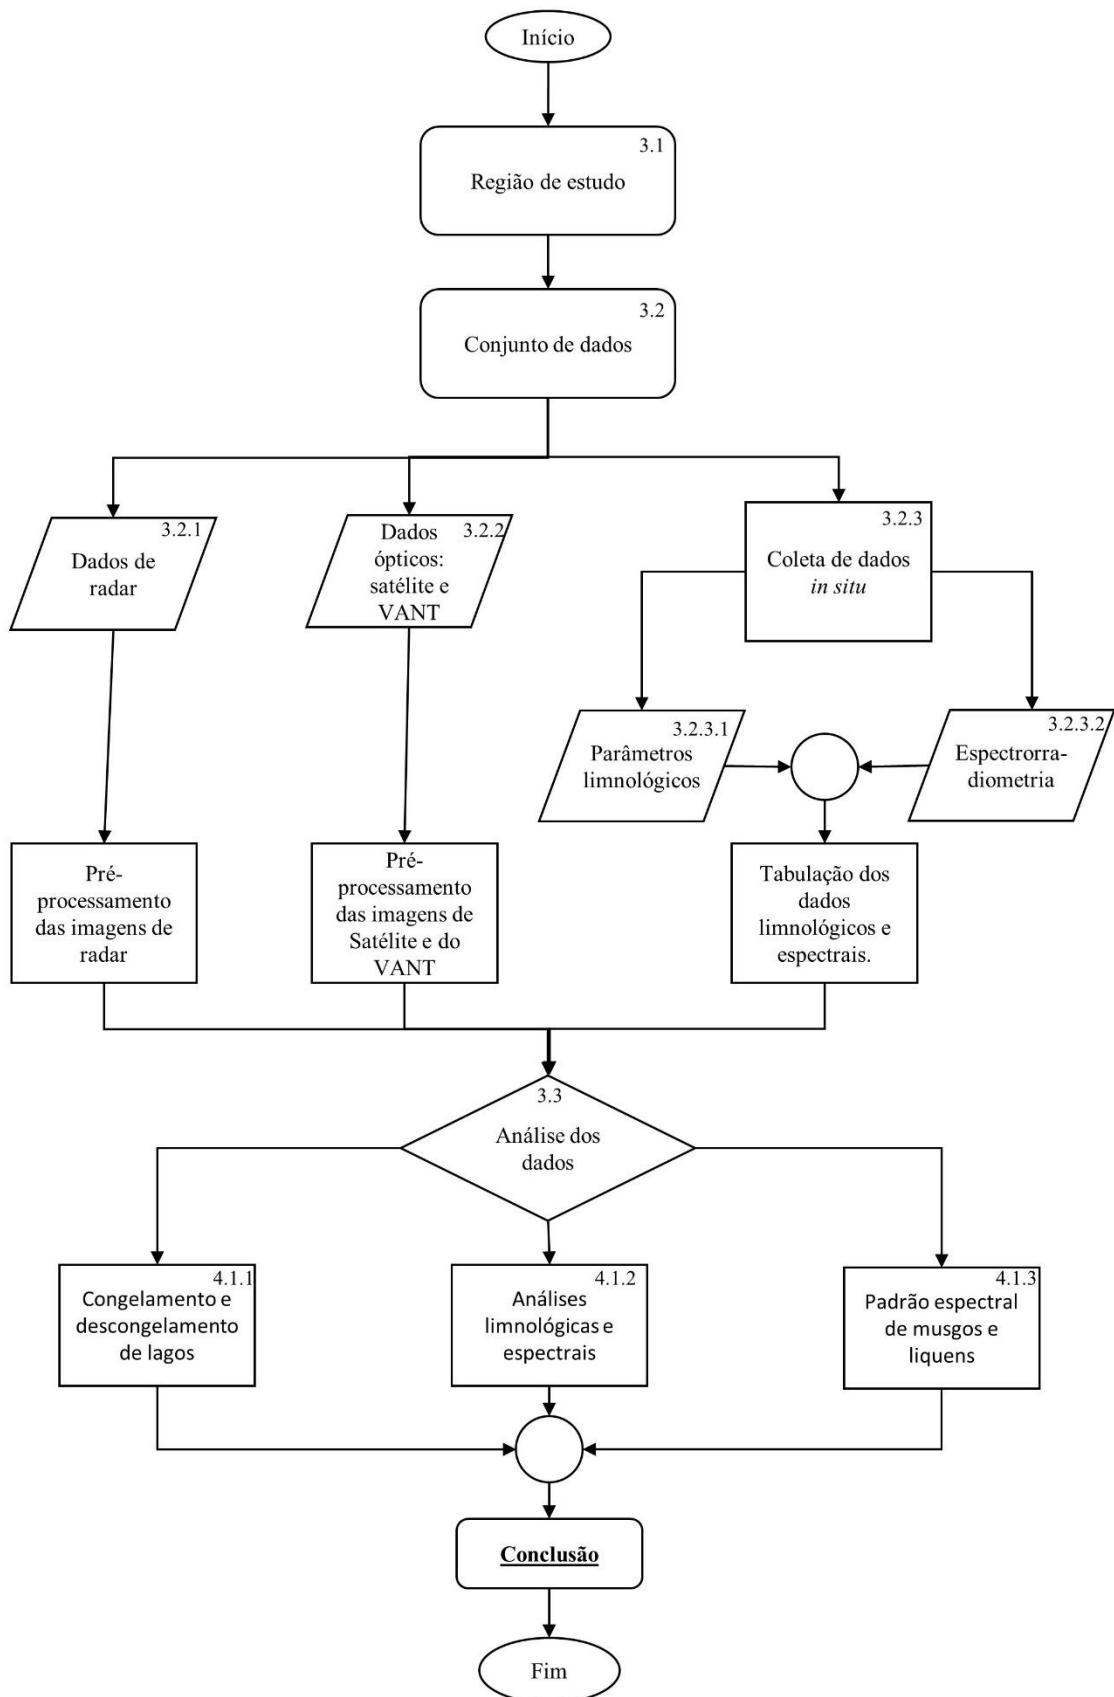 Início
3.1
Região de estudo
3.2
Conjunto de dados
3.2.1
Dados de
radar
3.2.2
Dados
ópticos:
satélite e
VANT
3.2.3
Coleta de dados
in situ
3.2.3.1
Parâmetros
limnológicos
3.2.3.2
Espectrorra-
diometria
Pré-
processamento
das imagens de
radar
Pré-
processamento
das imagens de
Satélite e do
VANT
Tabulação dos
dados
limnológicos e
espectrais.
3.3
Análise dos
dados
4.1.1
Congelamento e
descongelamento
de lagos
4.1.2
Análises
limnológicas e
espectrais
4.1.3
Padrão espectral
de musgos e
liquens
Conclusão
Fim